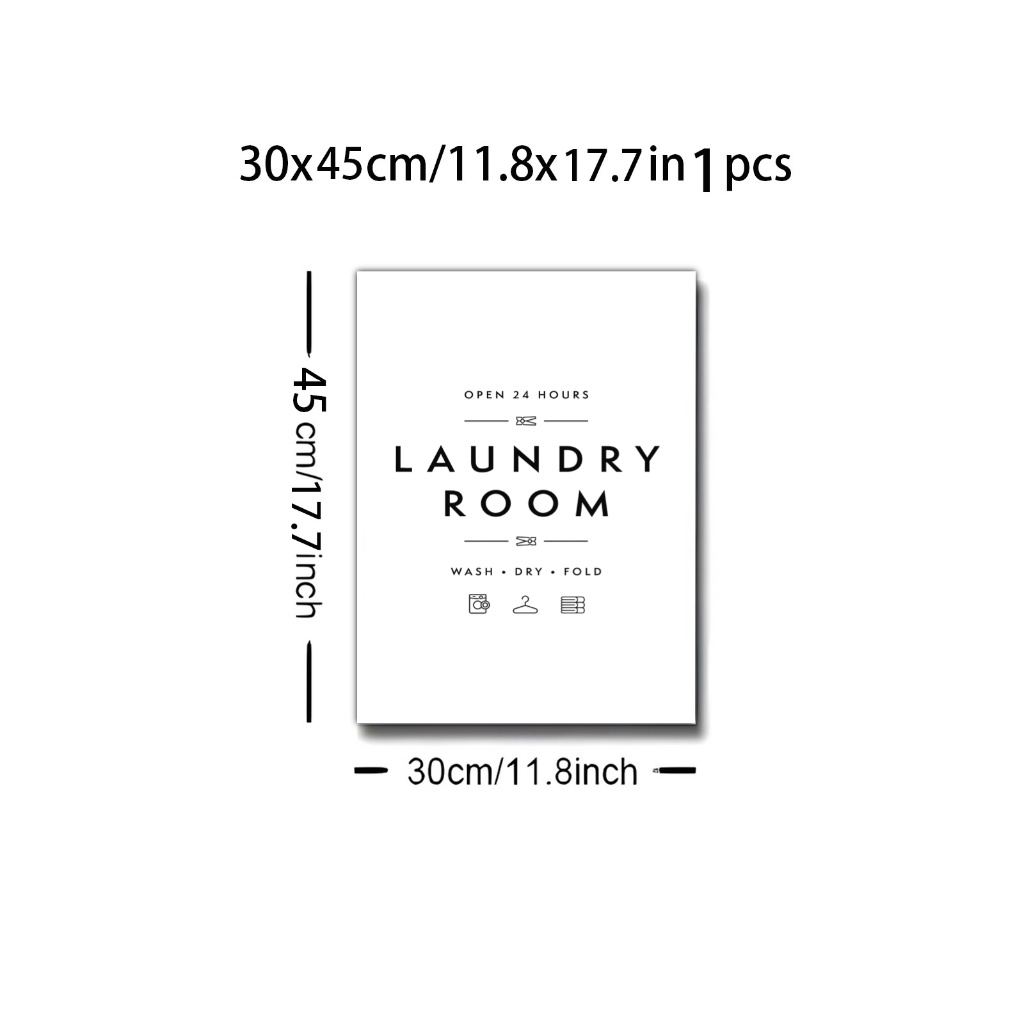 30x45cm/11.8x17.7in1pcs
45cm/17.7inch
OPEN 24 HOURS
LAUNDRY
ROOM
WASH • DRY • FOLD
30cm/11.8inch